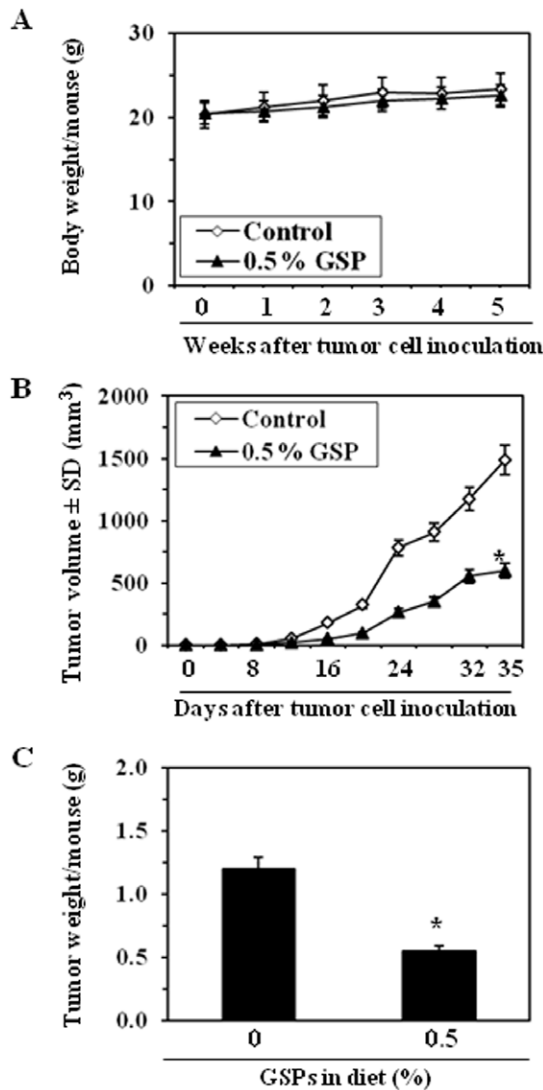 A
Body weight/mouse (g)
30
20
10
0
Control
0.5% GSP
0 1 2 3 4 5
Weeks after tumor cell inoculation
B
Tumor volume ± SD (mm³)
2000
1500
1000
500
0
Control
0.5% GSP
*
0 8 16 24 32 35
Days after tumor cell inoculation
C
Tumor weight/mouse (g)
2.0
1.5
1.0
0.5
0.0
*
0 0.5
GSPs in diet (%)